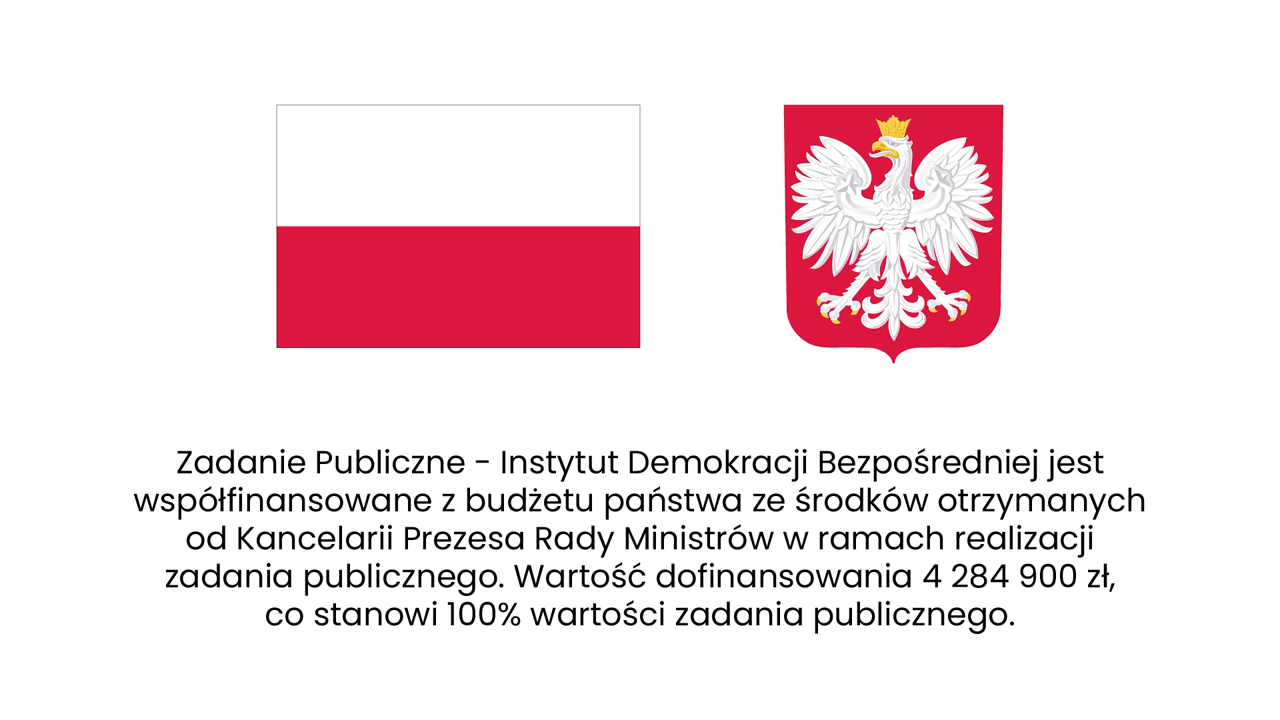 Zadanie Publiczne - Instytut Demokracji Bezpośredniej jest
współfinansowane z budżetu państwa ze środków otrzymanych
od Kancelarii Prezesa Rady Ministrów w ramach realizacji
zadania publicznego. Wartość dofinansowania 4 284 900 zł,
co stanowi 100% wartości zadania publicznego.